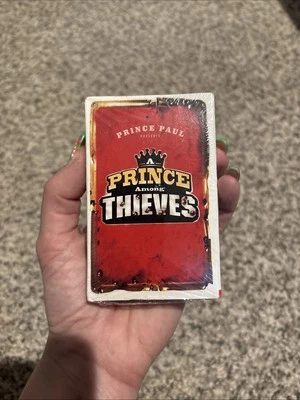 PRINCE PAUL
PRESENTS
A
PRINCE
Among
THIEVES